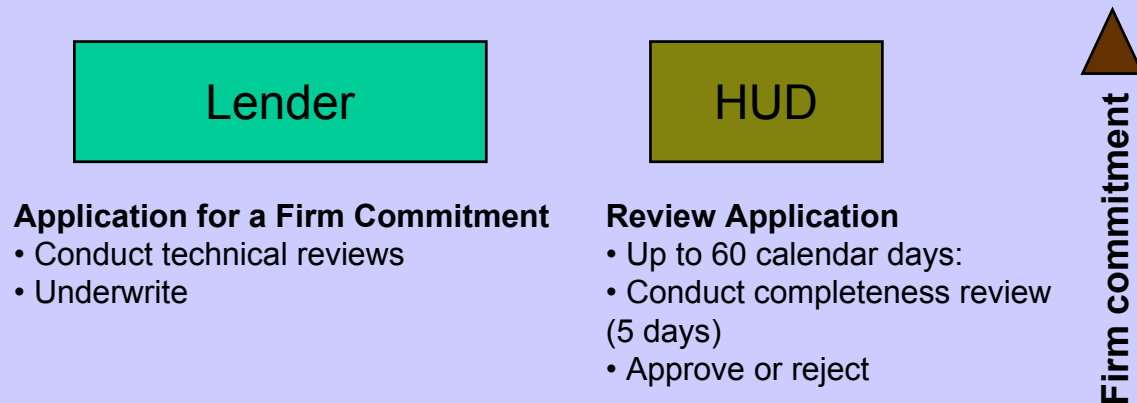 Lender
HUD
Application for a Firm Commitment
• Conduct technical reviews
• Underwrite
Review Application
• Up to 60 calendar days:
• Conduct completeness review
(5 days)
• Approve or reject
Firm commitment